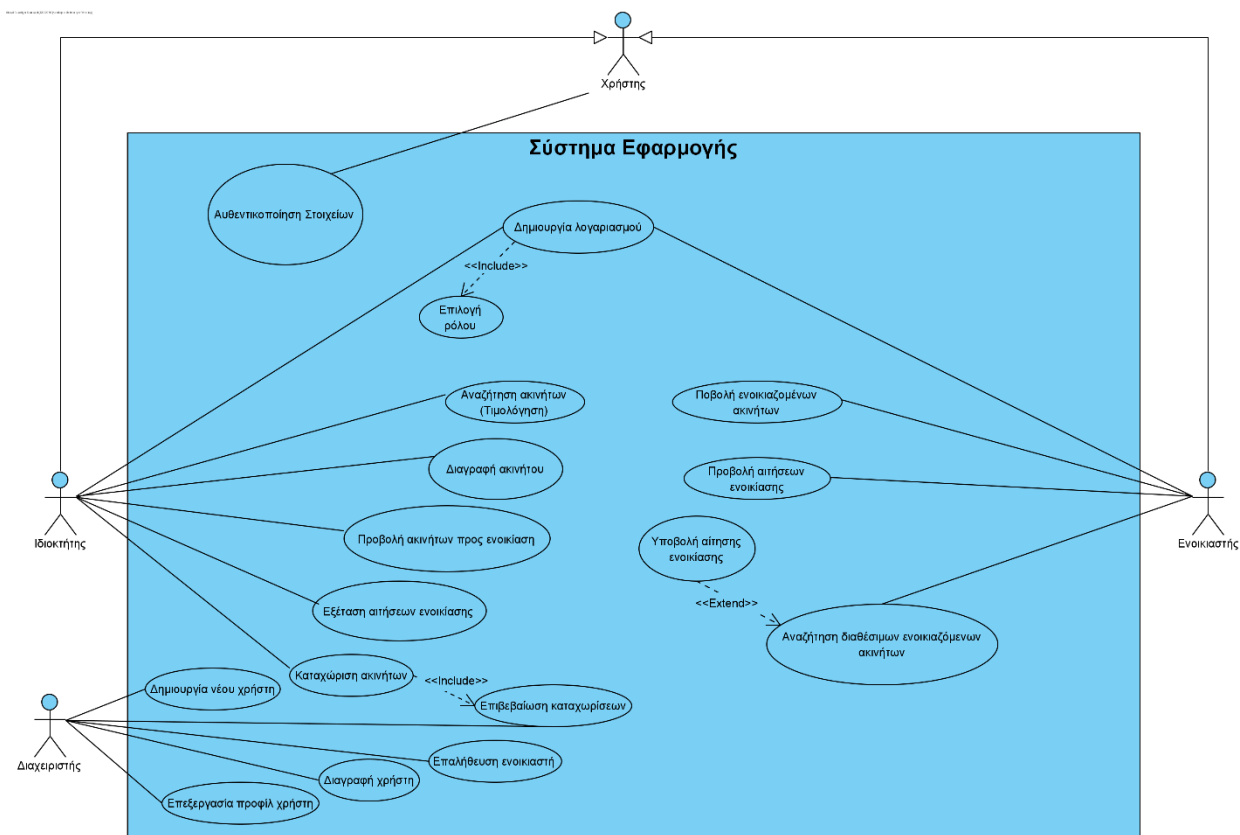 Χρήστης
Σύστημα Εφαρμογής
Αυθεντικοποίηση Στοιχείων
Δημιουργία λογαριασμού
<<Include>>
Επιλογή
ρόλου
Αναζήτηση ακινήτων
(Τιμολόγηση)
Ποβολή ενοικιαζομένων
ακινήτων
Διαγραφή ακινήτου
Προβολή αιτήσεων
ενοικίασης
Ιδιοκτήτης
Ενοικιαστής
Προβολή ακινήτων προς ενοικίαση
Υποβολή αίτησης
ενοικίασης
<<Extend>>
Εξέταση αιτήσεων ενοικίασης
Αναζήτηση διαθέσιμων ενοικιαζόμενων
ακινήτων
Καταχώριση ακινήτων
<<Include>>
Δημιουργία νέου χρήστη
Επιβεβαίωση καταχωρίσεων
Διαχειριστής
Επαλήθευση ενοικιαστή
Διαγραφή χρήστη
Επεξεργασία προφίλ χρήστη